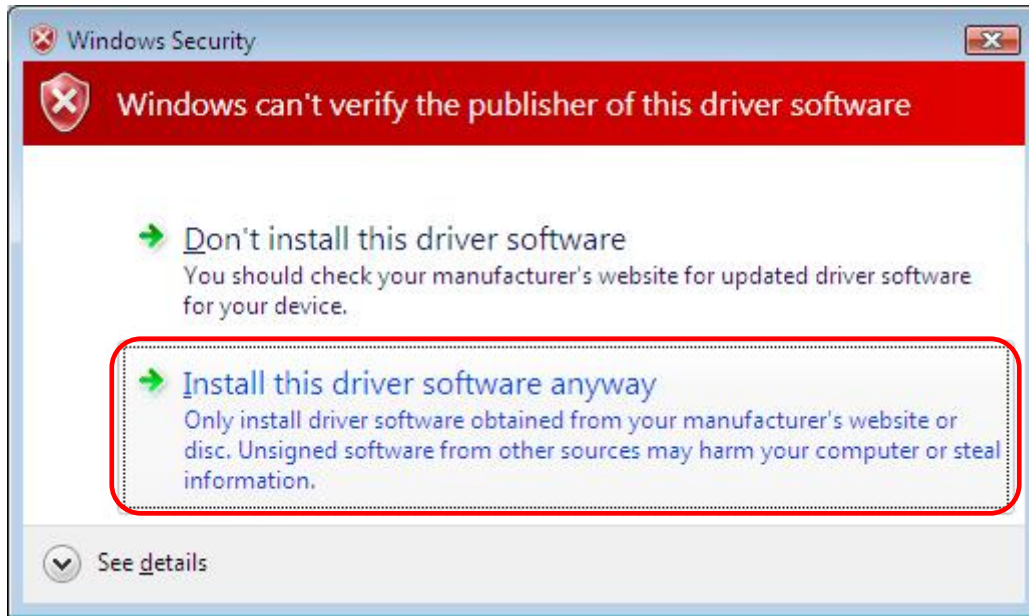 Windows Security
Windows can't verify the publisher of this driver software
Don't install this driver software
You should check your manufacturer's website for updated driver software
for your device.
Install this driver software anyway
Only install driver software obtained from your manufacturer's website or
disc. Unsigned software from other sources may harm your computer or steal
information.
See details